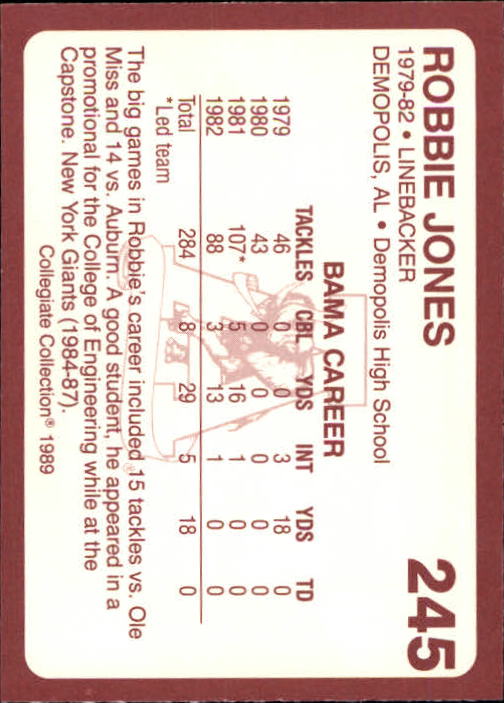 ROBBIE JONES 245
1979-82 • LINEBACKER
DEMOPOLIS, AL • Demopolis High School
BAMA CAREER
TACKLES CBL YDS INT YDS TD
1979 46 0 0 3 18 0
1980 43 0 0 0 0 0
1981 107* 5 16 1 0 0
1982 88 3 13 1 0 0
Total 284 8 29 5 18 0
*Led team
The big games in Robbie's career included 15 tackles vs. Ole
Miss and 14 vs. Auburn. A good student, he appeared in a
promotional for the College of Engineering while at the
Capstone. New York Giants (1984-87).
Collegiate Collection® 1989